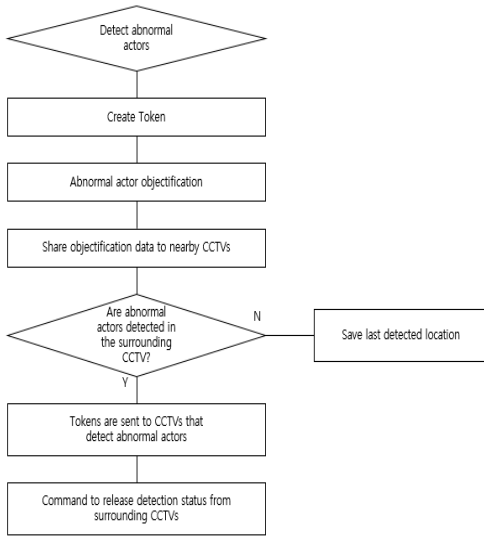 Detect abnormal
actors
Create Token
Abnormal actor objectification
Share objectification data to nearby CCTVs
Are abnormal
actors detected in
the surrounding
CCTV?
N
Save last detected location
Y
Tokens are sent to CCTVs that
detect abnormal actors
Command to release detection status from
surrounding CCTVs